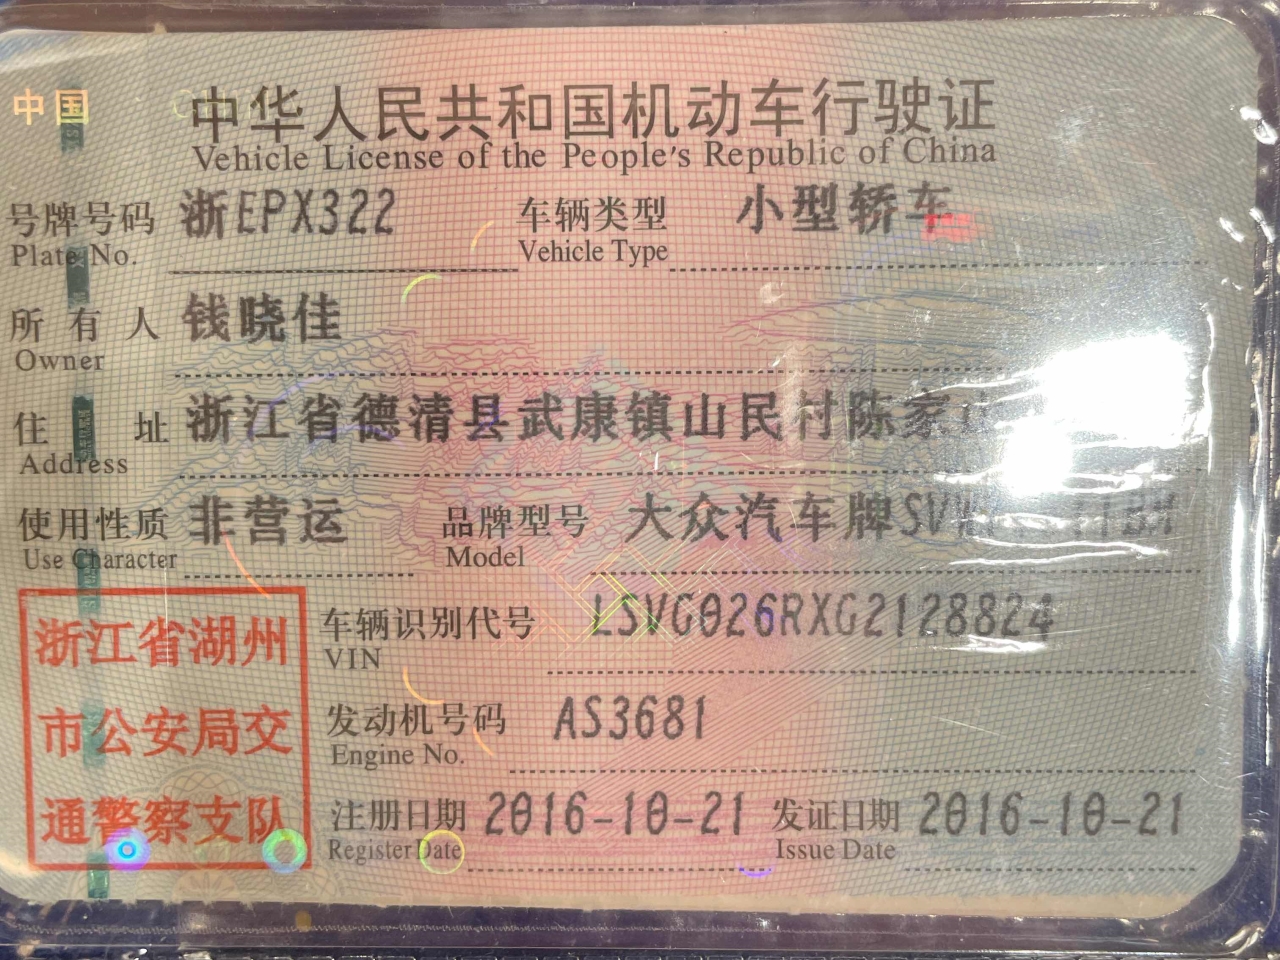 中国
中华人民共和国机动车行驶证
Vehicle License of the People's Republic of China
号牌号码 浙EPX322 车辆类型 小型轿车
Plate No. Vehicle Type
所有人 钱晓佳
Owner
住址 浙江省德清县武康镇山民村陈家
Address
使用性质 非营运 品牌型号 大众汽车牌
Use Character Model
车辆识别代号 LSVG026RXG2128824
VIN
发动机号码 AS3681
Engine No.
注册日期 2016-10-21 发证日期 2016-10-21
Register Date Issue Date
浙江省湖州
市公安局交
通警察支队